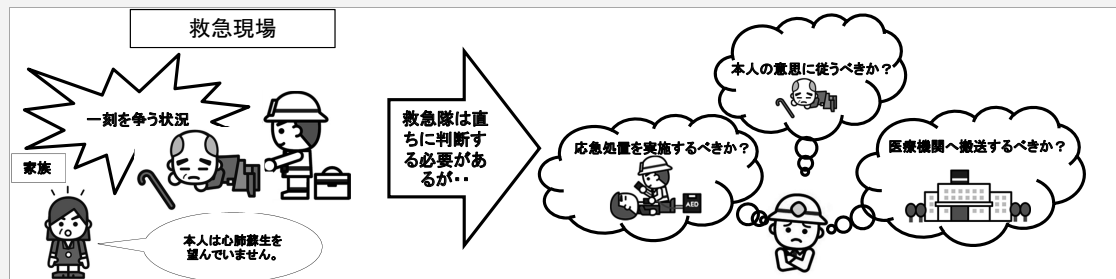 救急現場
一刻を争う状況
家族
本人は心肺蘇生を
望んでいません。
救急隊は直
ちに判断す
る必要があ
るが・・
本人の意思に従うべきか?
応急処置を実施するべきか?
AED
医療機関へ搬送するべきか?